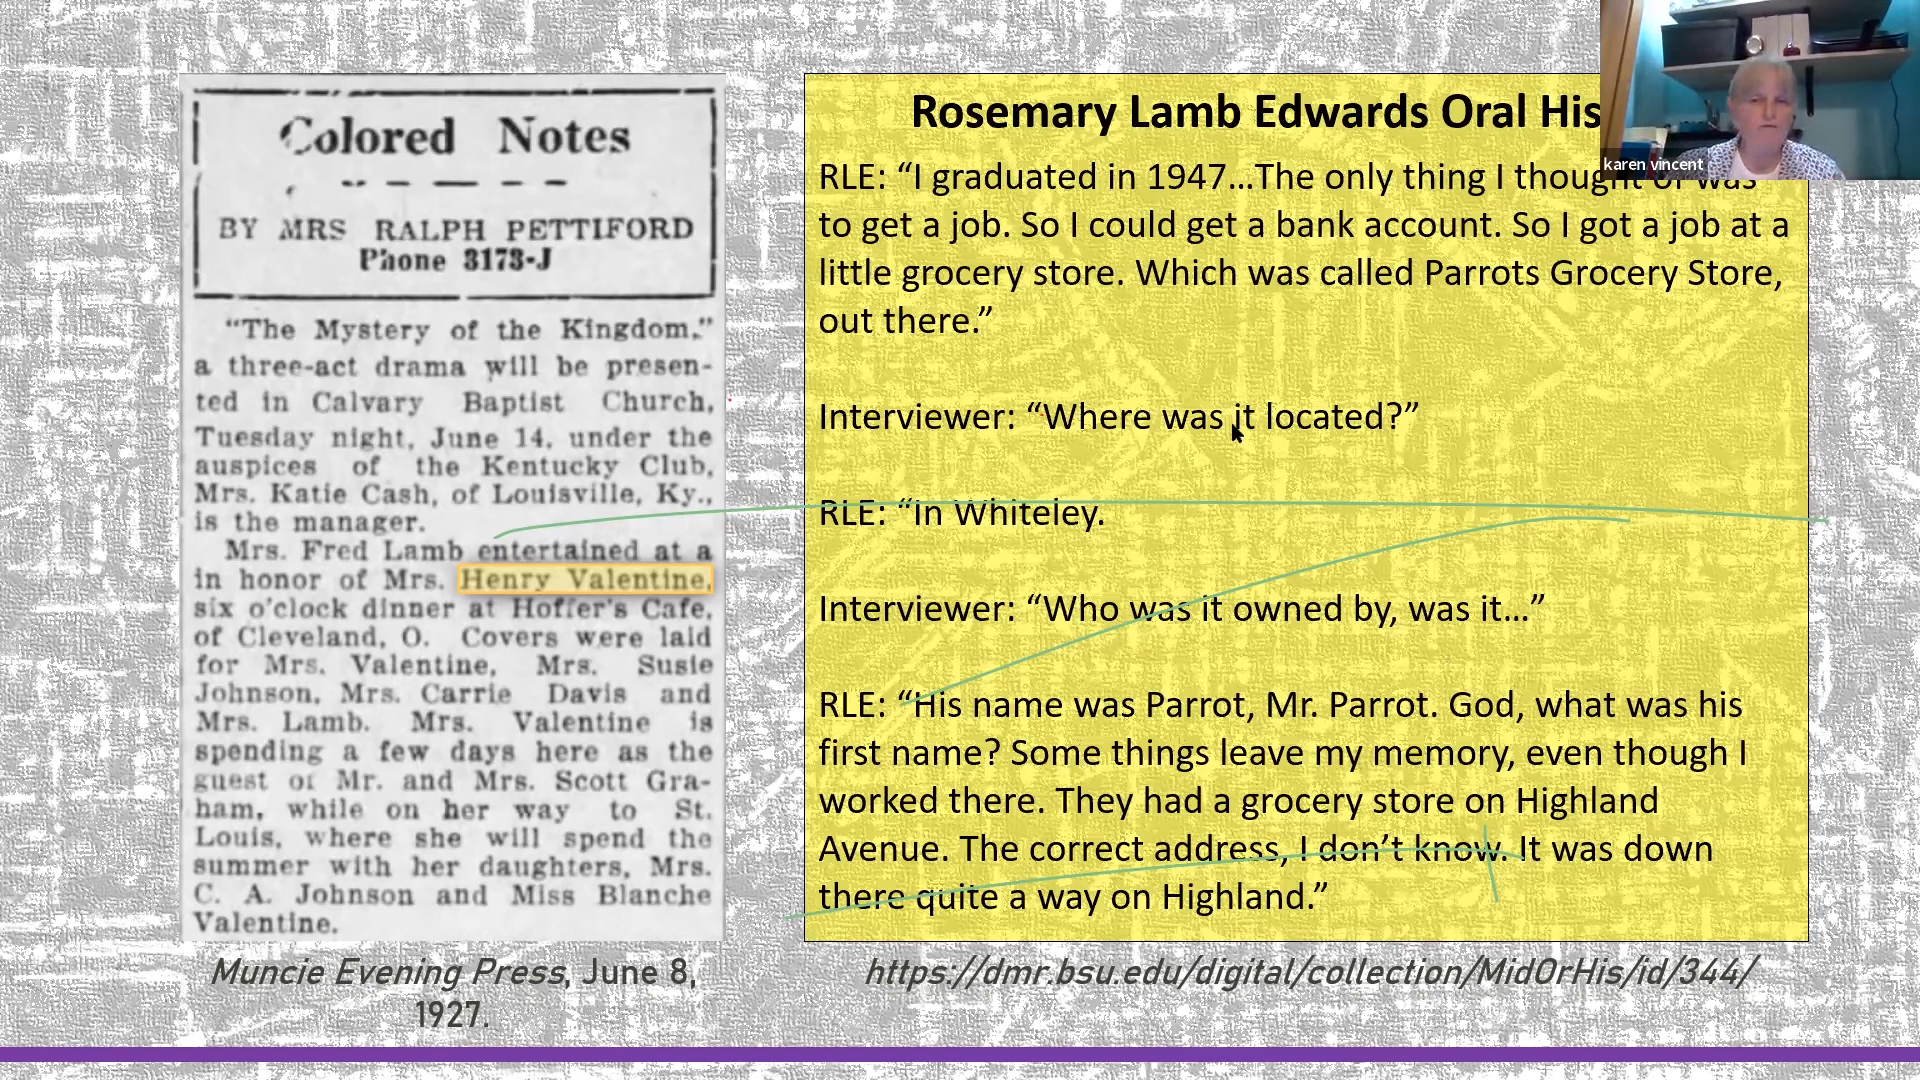 Colored Notes
BY MRS RALPH PETTIFORD
Phone 3173-J
"The Mystery of the Kingdom,"
a three-act drama will be presen-
ted in Calvary Baptist Church,
Tuesday night, June 14, under the
auspices of the Kentucky Club,
Mrs. Katie Cash, of Louisville, Ky.,
is the manager.
Mrs. Fred Lamb entertained at a
in honor of Mrs. Henry Valentine,
six o'clock dinner at Hoffer's Cafe,
of Cleveland, O. Covers were laid
for Mrs. Valentine, Mrs. Susie
Johnson, Mrs. Carrie Davis and
Mrs. Lamb. Mrs. Valentine is
spending a few days here as the
guest of Mr. and Mrs. Scott Gra-
ham, while on her way to St.
Louis, where she will spend the
summer with her daughters, Mrs.
C. A. Johnson and Miss Blanche
Valentine.
Muncie Evening Press, June 8,
1927.
Rosemary Lamb Edwards Oral His
RLE: “I graduated in 1947…The only thing I thought of was
to get a job. So I could get a bank account. So I got a job at a
little grocery store. Which was called Parrots Grocery Store,
out there.”
Interviewer: “Where was it located?”
RLE: “In Whiteley.
Interviewer: “Who was it owned by, was it…”
RLE: “His name was Parrot, Mr. Parrot. God, what was his
first name? Some things leave my memory, even though I
worked there. They had a grocery store on Highland
Avenue. The correct address, I don’t know. It was down
there quite a way on Highland.”
https://dmr.bsu.edu/digital/collection/MidOrHis/id/344/
karen vincent